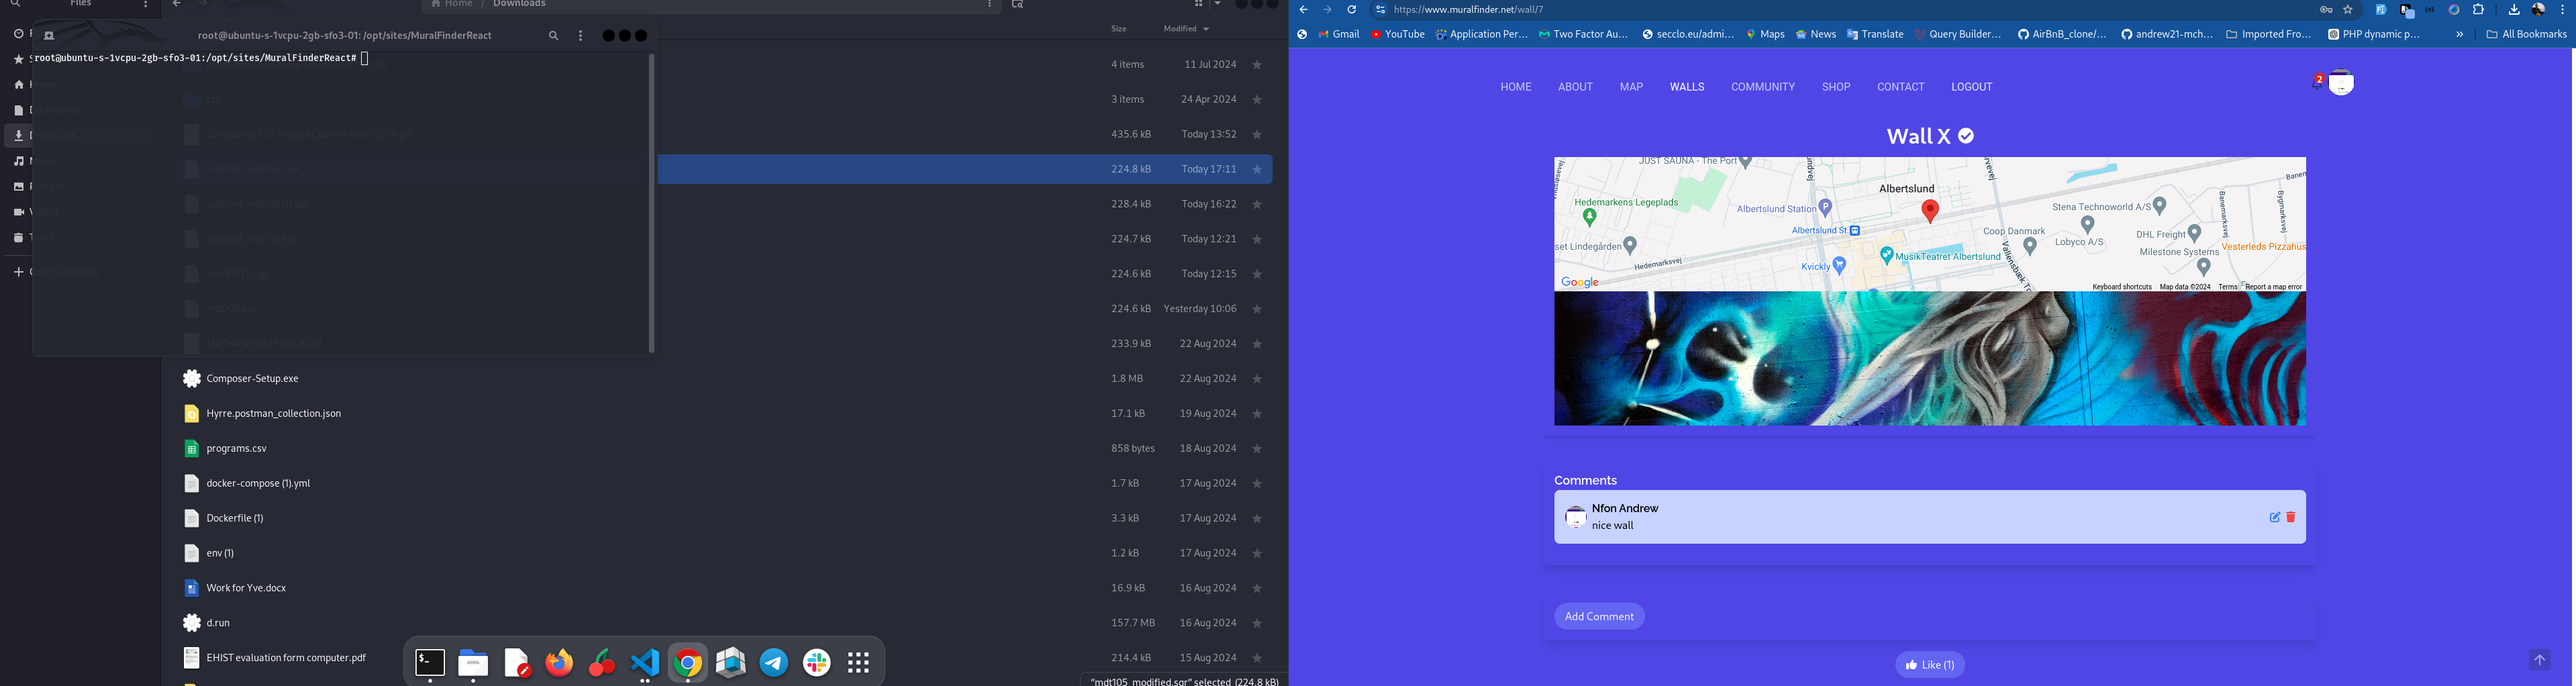 Files
Home / Downloads
root@ubuntu-s-1vcpu-2gb-sfo3-01: /opt/sites/MuralFinderReact
root@ubuntu-s-1vcpu-2gb-sfo3-01:/opt/sites/MuralFinderReact#
Size Modified
4 items 11 Jul 2024
3 items 24 Apr 2024
435.6 kB Today 13:52
224.8 kB Today 17:11
228.4 kB Today 16:22
224.7 kB Today 12:21
224.6 kB Today 12:15
224.6 kB Yesterday 10:06
233.9 kB 22 Aug 2024
Composer-Setup.exe 1.8 MB 22 Aug 2024
Hyrre.postman_collection.json 17.1 kB 19 Aug 2024
programs.csv 858 bytes 18 Aug 2024
docker-compose (1).yml 1.7 kB 17 Aug 2024
Dockerfile (1) 3.3 kB 17 Aug 2024
env (1) 1.2 kB 17 Aug 2024
Work for Yve.docx 16.9 kB 16 Aug 2024
d.run 157.7 MB 16 Aug 2024
EHIST evaluation form computer.pdf 214.4 kB 15 Aug 2024
"mdt105_modified.sqr" selected (224.8 kB)
https://www.muralfinder.net/wall/7
Gmail YouTube Application Per... Two Factor Au... secclo.eu/admi... Maps News Translate Query Builder... AirBnB_clone/... andrew21-mch... Imported Fro... PHP dynamic p... » All Bookmarks
HOME ABOUT MAP WALLS COMMUNITY SHOP CONTACT LOGOUT
2
Wall X
JUST SAUNA - The Port
Albertslund
Hedemarkens Legeplads
Albertslund Station
Albertslund St
Stena Technoworld A/S
set Lindegården
Hedemarksvej
Coop Danmark
Lobyco A/S
DHL Freight
Vesterleds Pizzahus
Milestone Systems
MusikTeatret Albertslund
Kvickly
Banemarksvej
Bygmarksvej
Google
Keyboard shortcuts Map data ©2024 Terms Report a map error
Comments
Nfon Andrew
nice wall
Add Comment
Like (1)